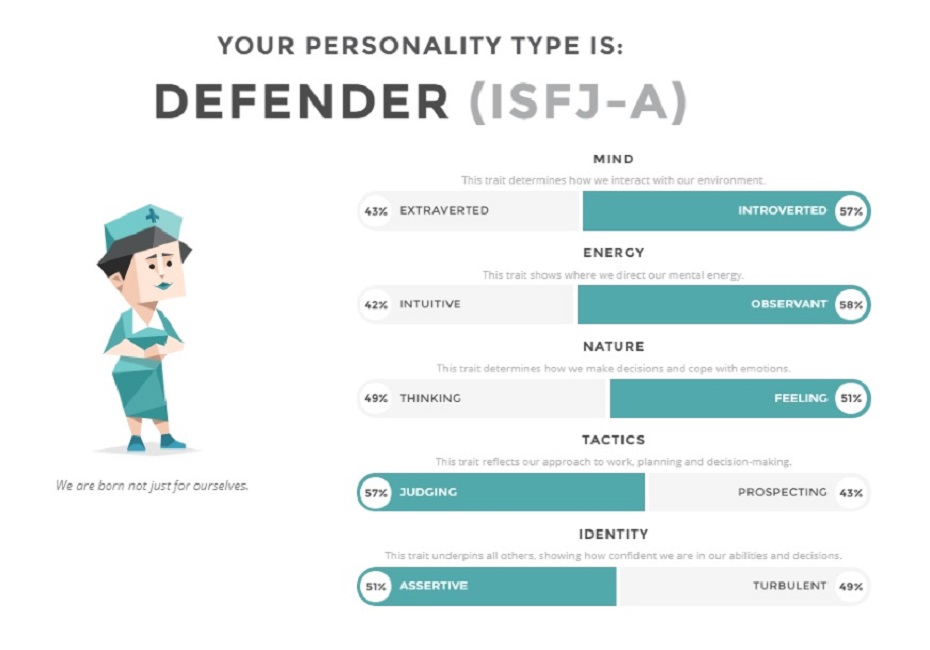 YOUR PERSONALITY TYPE IS:
DEFENDER (ISFJ-A)
MIND
This trait determines how we interact with our environment.
43% EXTRAVERTED INTROVERTED 57%
ENERGY
This trait shows where we direct our mental energy.
42% INTUITIVE OBSERVANT 58%
NATURE
This trait determines how we make decisions and cope with emotions.
49% THINKING FEELING 51%
TACTICS
This trait reflects our approach to work, planning and decision-making.
57% JUDGING PROSPECTING 43%
We are born not just for ourselves.
IDENTITY
This trait underpins all others, showing how confident we are in our abilities and decisions.
51% ASSERTIVE TURBULENT 49%